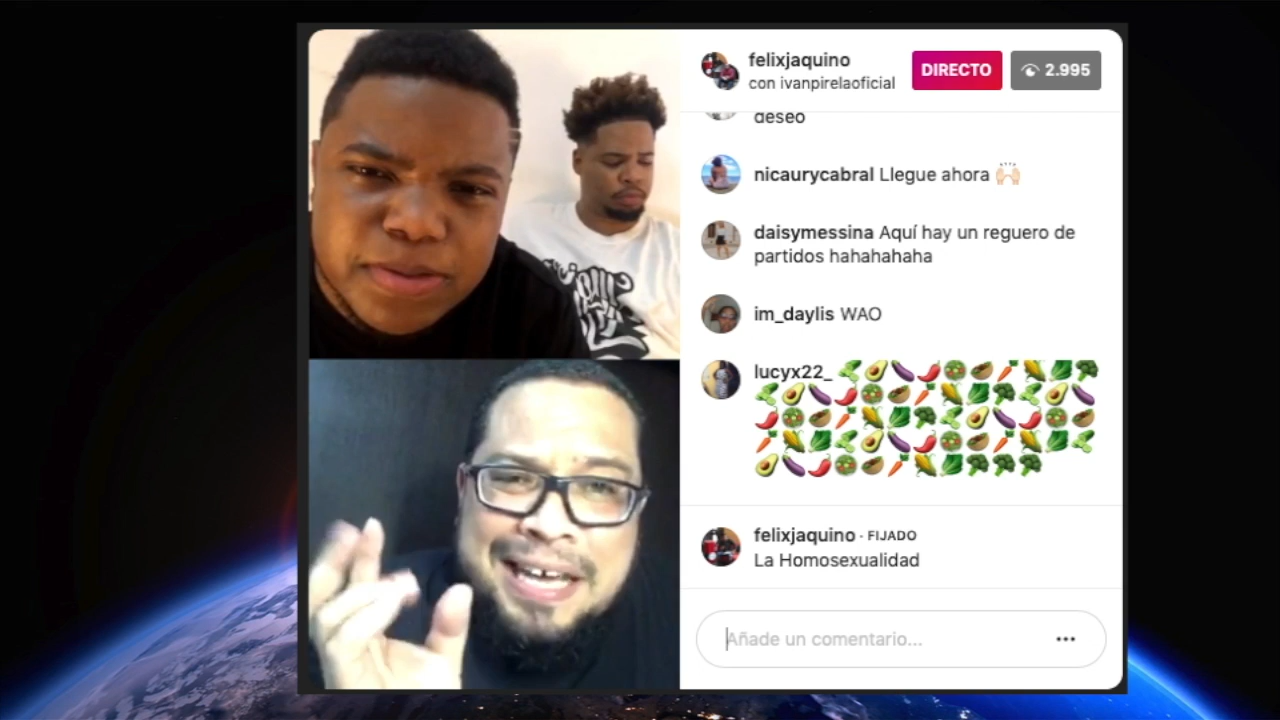 felixjaquino
con ivanpirelaoficial
DIRECTO
2.995
deseo
nicaurycabral Llegue ahora 🙌🏻
daisymessina Aquí hay un reguero de
partidos hahahahaha
im_daylis WAO
lucyx22_ 🥬🥑🍆🌶️🥗🥙🥕🌽🥬🥦
felixjaquino · FIJADO
La Homosexualidad
Añade un comentario...